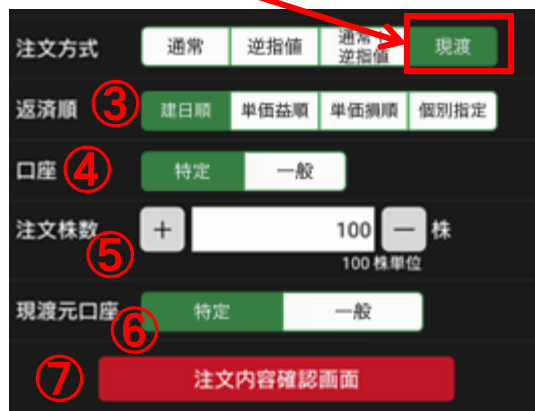 注文方式 通常 逆指値 通常+逆指値 現渡
返済順 ③ 建日順 単価益順 単価損順 個別指定
口座 ④ 特定 一般
注文株数 ⑤ + 100 − 株
100 株単位
現渡元口座 ⑥ 特定 一般
⑦ 注文内容確認画面